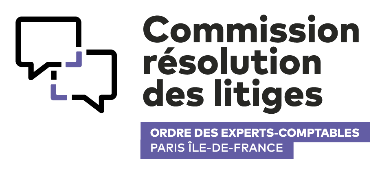 Commission
résolution
des litiges
ORDRE DES EXPERTS-COMPTABLES
PARIS ÎLE-DE-FRANCE